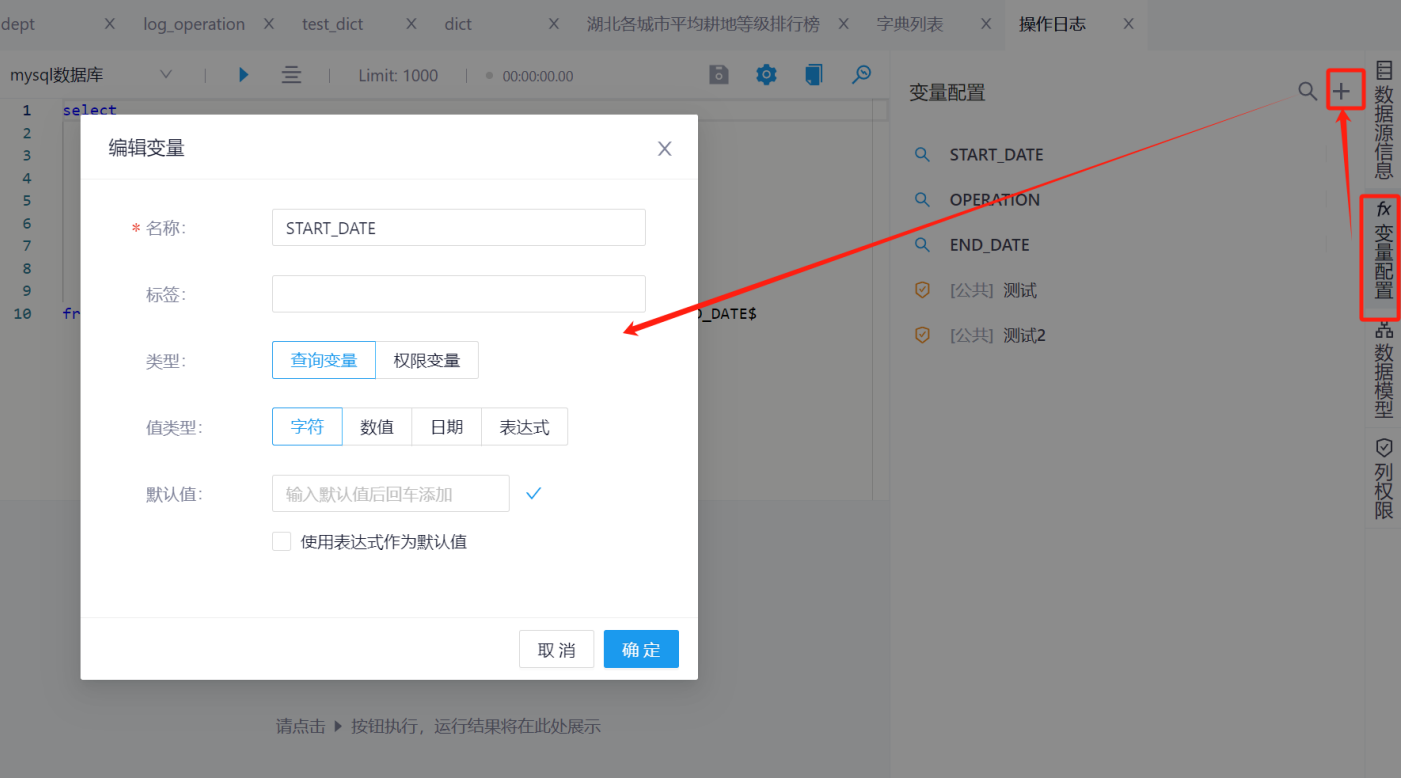 dept log_operation test_dict dict 湖北各城市平均耕地等级排行榜 字典列表 操作日志
mysql数据库 Limit: 1000 00:00:00.00
1 select
2
3
4
5
6
7
8
9
10 fr D_DATE$
编辑变量
* 名称: START_DATE
标签:
类型: 查询变量 权限变量
值类型: 字符 数值 日期 表达式
默认值: 输入默认值后回车添加
使用表达式作为默认值
取 消 确 定
请点击 按钮执行，运行结果将在此处展示
变量配置
START_DATE
OPERATION
END_DATE
[公共] 测试
[公共] 测试2
数据源信息
fx 变量配置
数据模型
列权限